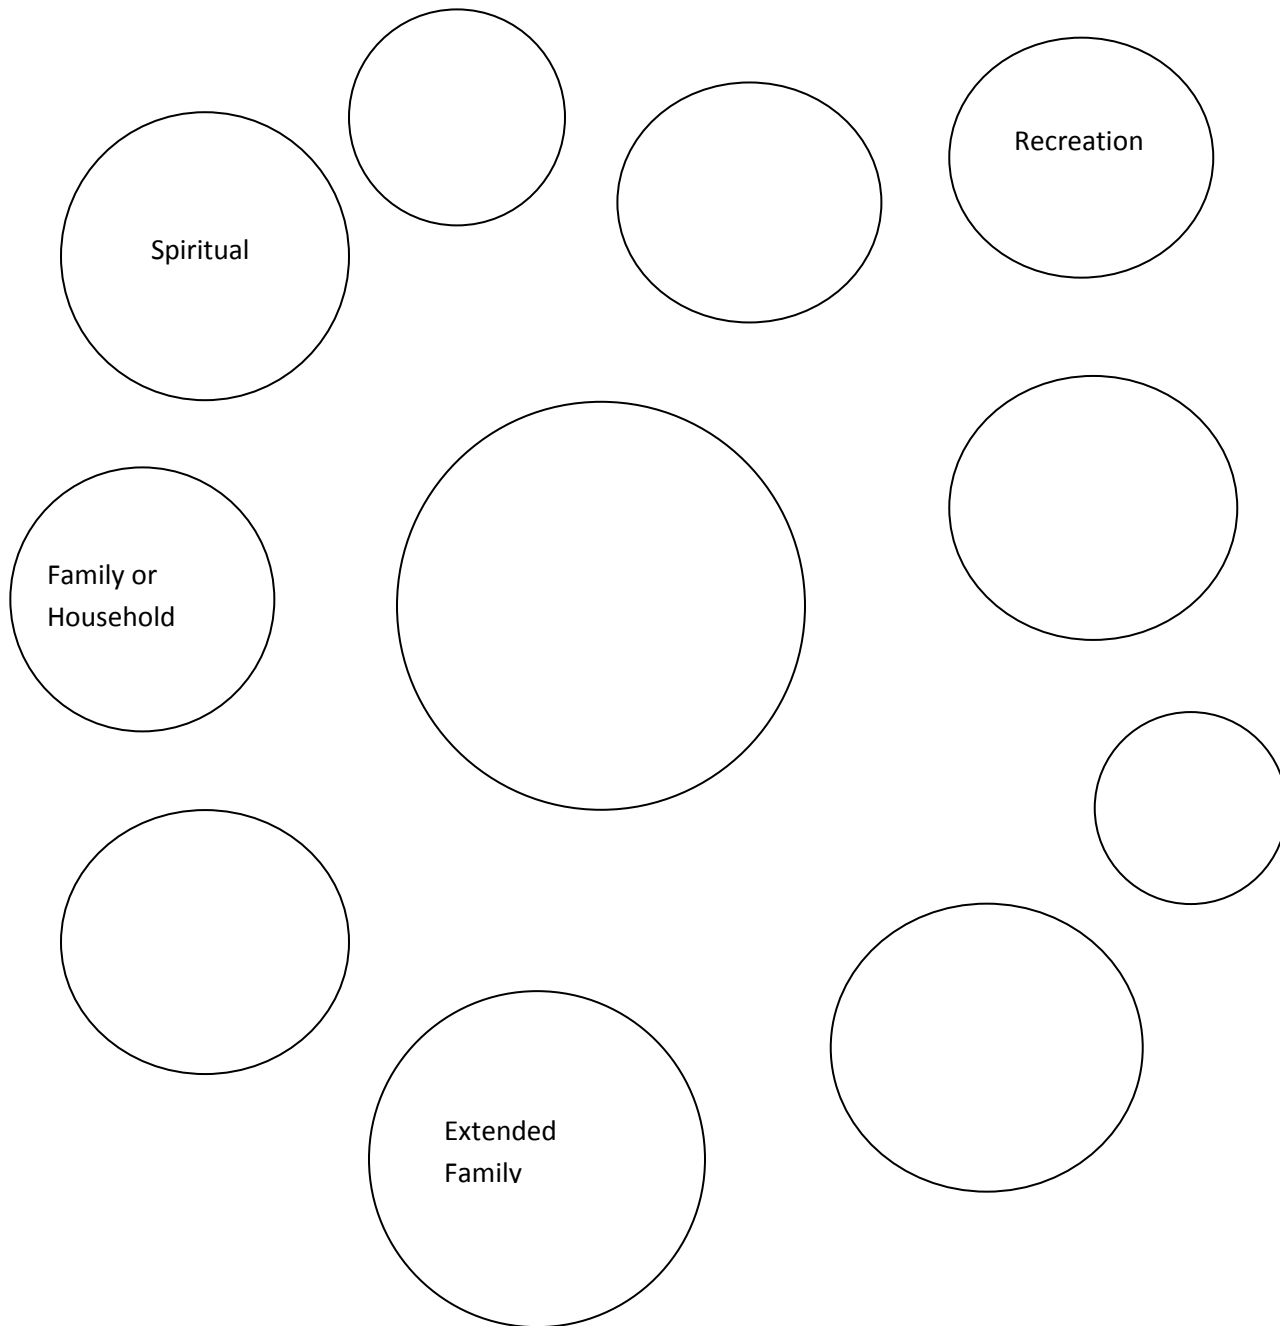 Recreation
Spiritual
Family or
Household
Extended
Family